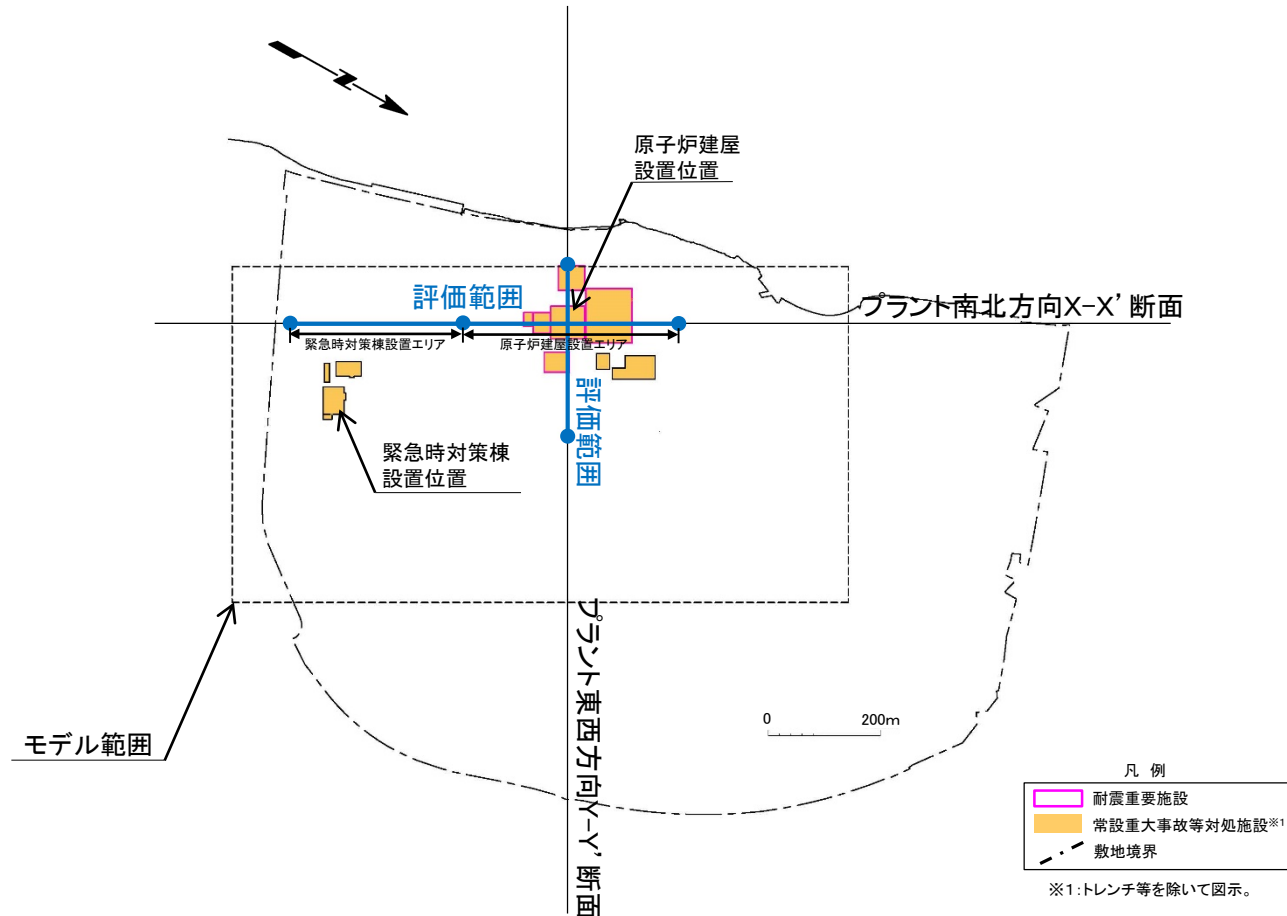 原子炉建屋
設置位置
評価範囲
プラント南北方向X-X’断面
緊急時対策棟設置エリア
原子炉建屋設置エリア
評価範囲
緊急時対策棟
設置位置
プラント東西方向Y-Y’断面
モデル範囲
0 200m
凡 例
耐震重要施設
常設重大事故等対処施設※1
敷地境界
※1:トレンチ等を除いて図示。